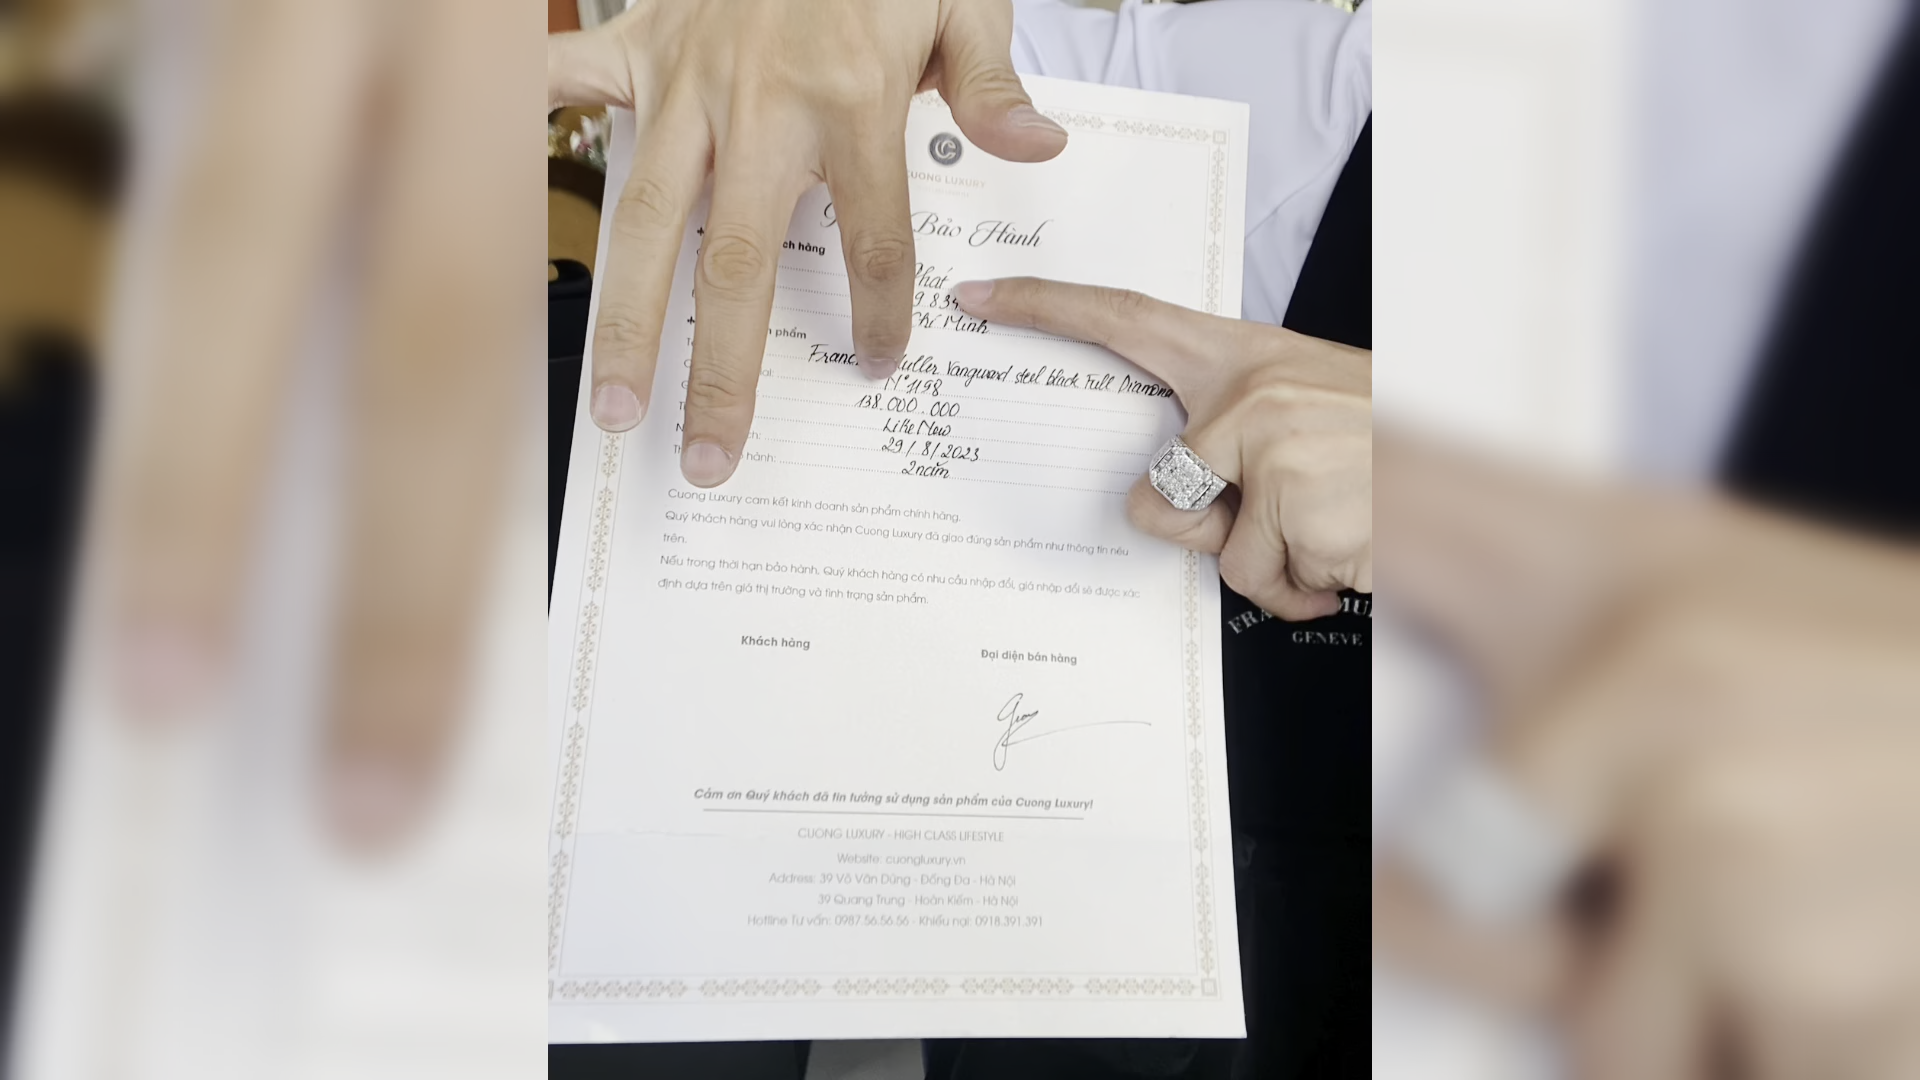 CUONG LUXURY
Bảo Hành
ch hàng
Phát
9 834
Chí Minh
phẩm
Franc Muller Vanguard steel black Full Diamond
N°1198
138.000.000
Like New
29/8/2023
hành: 2 năm
Cuong Luxury cam kết kinh doanh sản phẩm chính hãng.
Quý Khách hàng vui lòng xác nhận Cuong Luxury đã giao đúng sản phẩm như thông tin nêu
trên.
Nếu trong thời hạn bảo hành, Quý khách hàng có nhu cầu nhập đổi, giá nhập đổi sẽ được xác
định dựa trên giá thị trường và tình trạng sản phẩm.
Khách hàng
Đại diện bán hàng
Cảm ơn Quý khách đã tin tưởng sử dụng sản phẩm của Cuong Luxury!
CUONG LUXURY - HIGH CLASS LIFESTYLE
Website: cuongluxury.vn
Address: 39 Võ Văn Dũng - Đống Đa - Hà Nội
39 Quang Trung - Hoàn Kiếm - Hà Nội
Hotline Tư vấn: 0987.56.56.56 - Khiếu nại: 0918.391.391
FRA MU
GENEVE